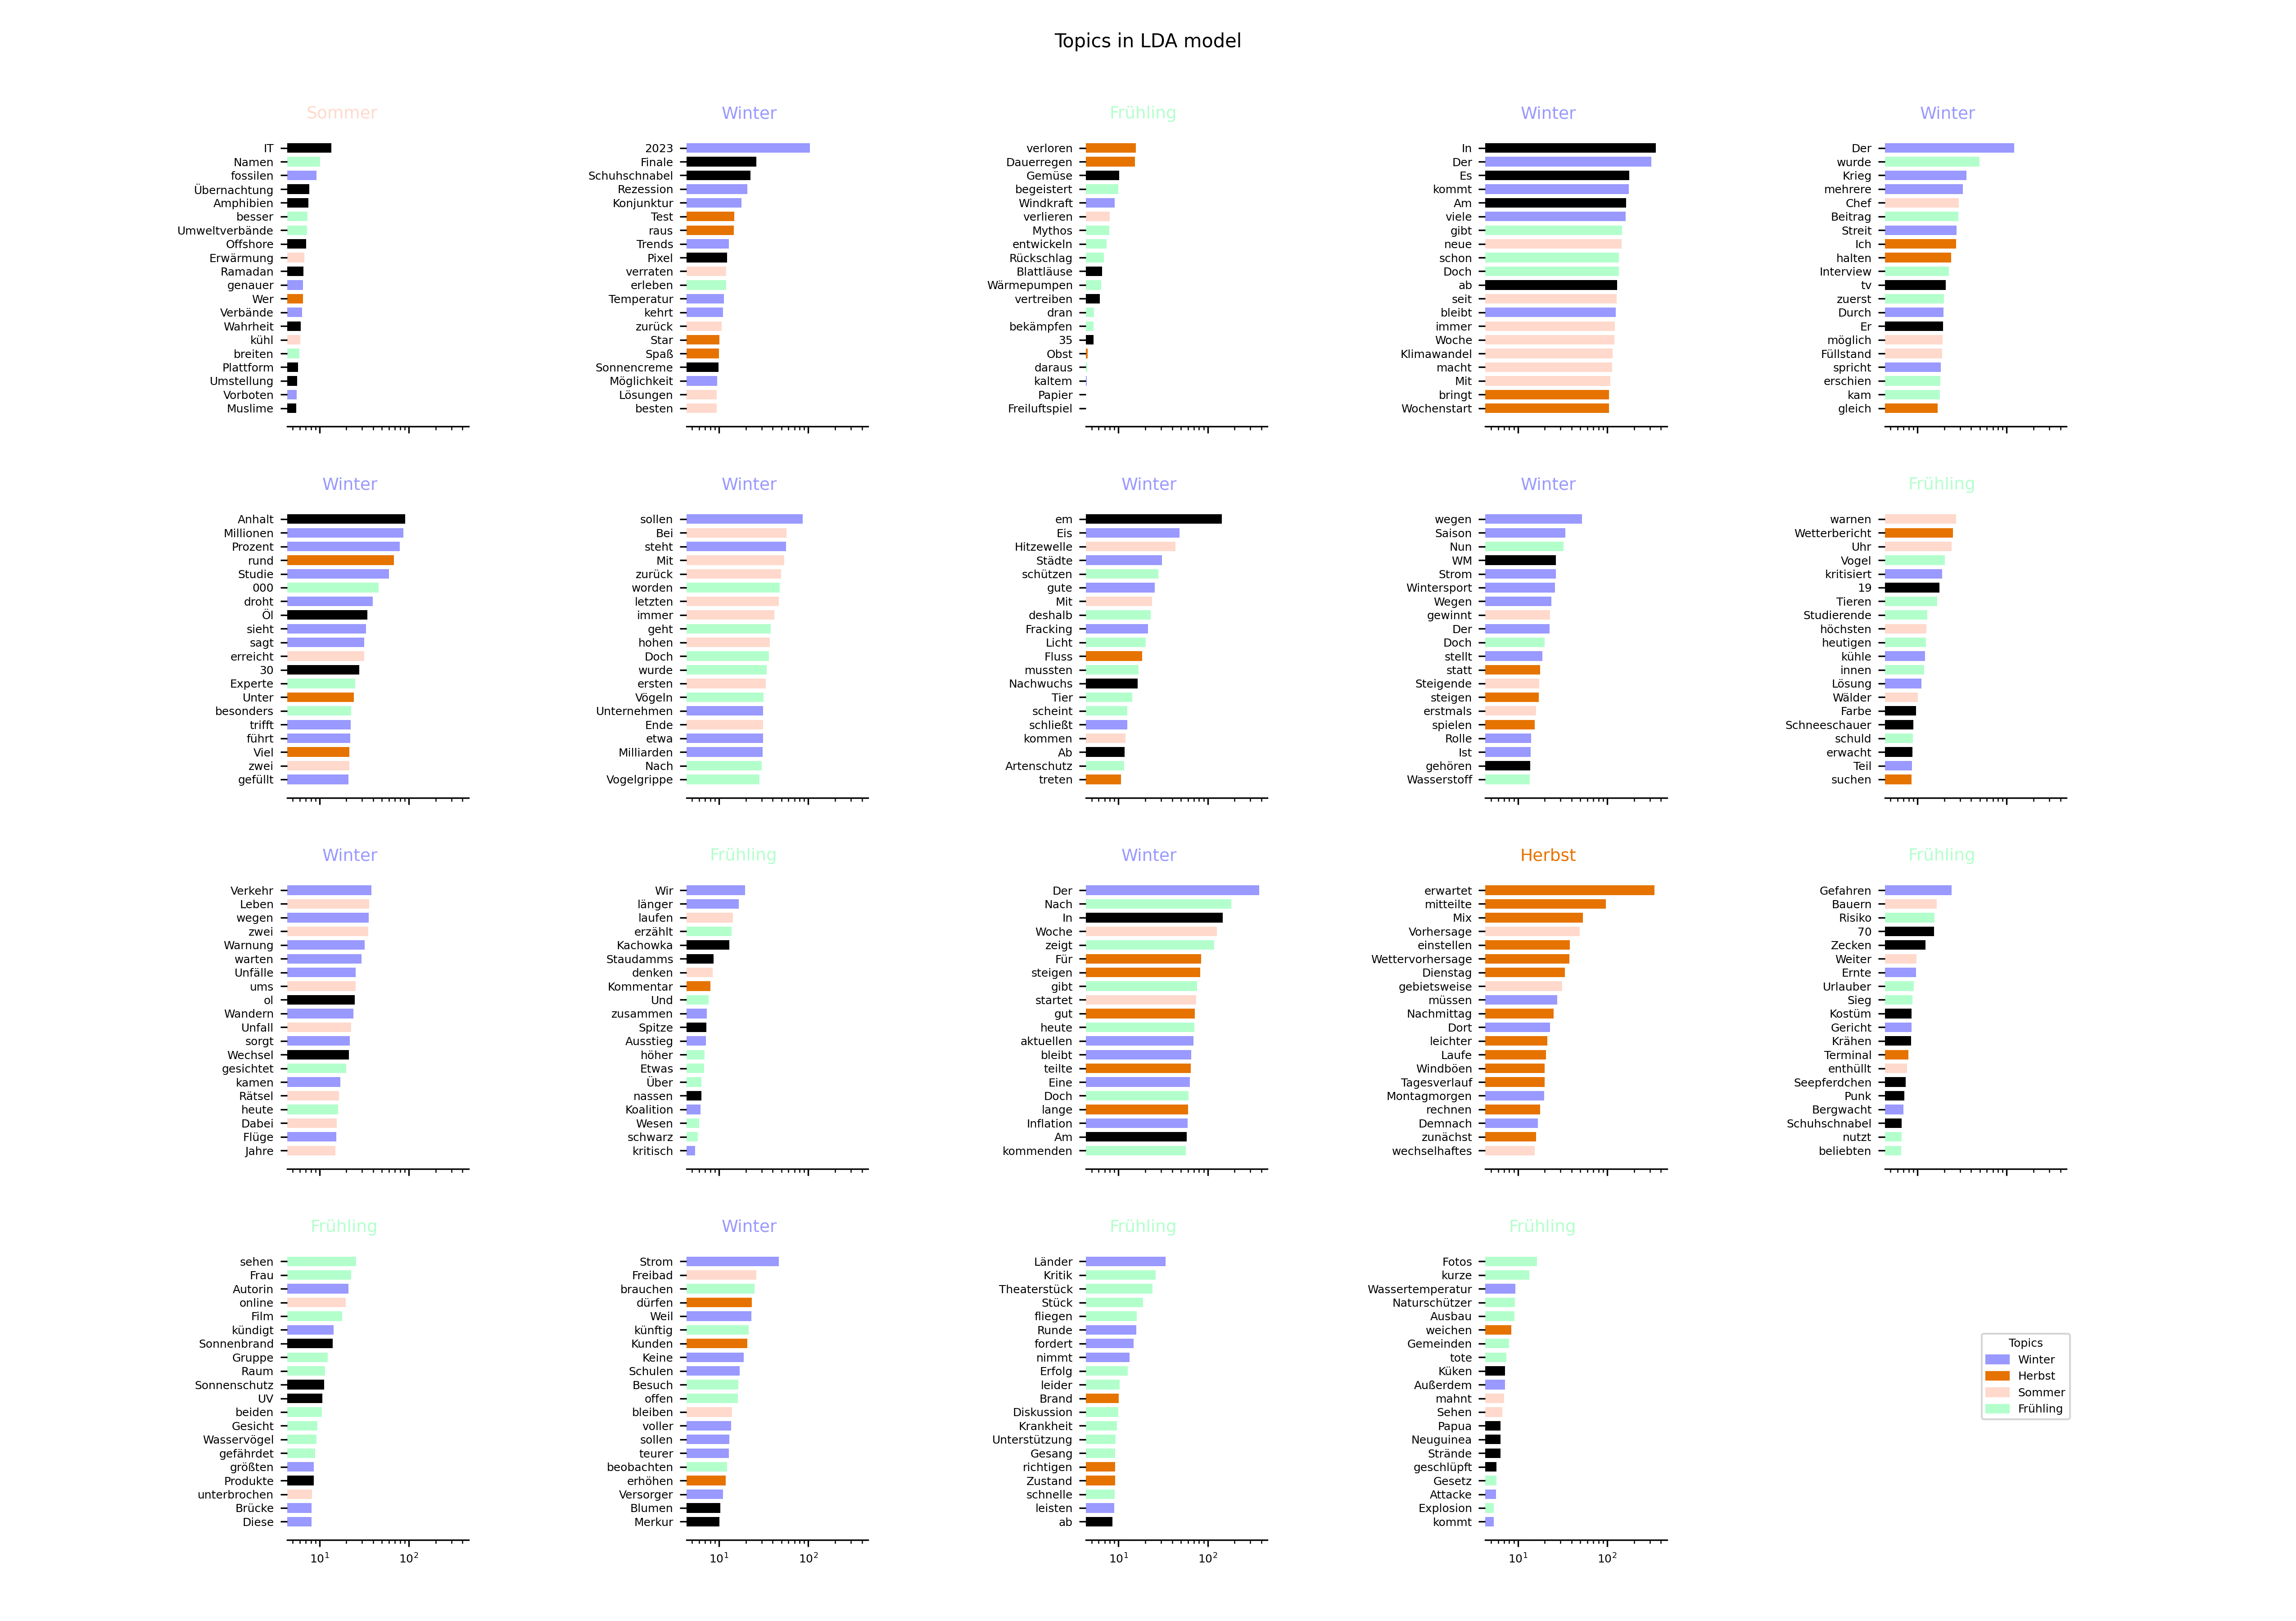 Topics in LDA model
Sommer
IT
Namen
fossilen
Übernachtung
Amphibien
besser
Umweltverbände
Offshore
Erwärmung
Ramadan
genauer
Wer
Verbände
Wahrheit
kühl
breiten
Plattform
Umstellung
Vorboten
Muslime
Winter
2023
Finale
Schuhschnabel
Rezession
Konjunktur
Test
raus
Trends
Pixel
verraten
erleben
Temperatur
kehrt
zurück
Star
Spaß
Sonnencreme
Möglichkeit
Lösungen
besten
Frühling
verloren
Dauerregen
Gemüse
begeistert
Windkraft
verlieren
Mythos
entwickeln
Rückschlag
Blattläuse
Wärmepumpen
vertreiben
dran
bekämpfen
35
Obst
daraus
kaltem
Papier
Freiluftspiel
Winter
In
Der
Es
kommt
Am
viele
gibt
neue
schon
Doch
ab
seit
bleibt
immer
Woche
Klimawandel
macht
Mit
bringt
Wochenstart
Winter
Der
wurde
Krieg
mehrere
Chef
Beitrag
Streit
Ich
halten
Interview
tv
zuerst
Durch
Er
möglich
Füllstand
spricht
erschien
kam
gleich
Winter
Anhalt
Millionen
Prozent
rund
Studie
000
droht
Öl
sieht
sagt
erreicht
30
Experte
Unter
besonders
trifft
führt
Viel
zwei
gefüllt
Winter
sollen
Bei
steht
Mit
zurück
worden
letzten
immer
geht
hohen
Doch
wurde
ersten
Vögeln
Unternehmen
Ende
etwa
Milliarden
Nach
Vogelgrippe
Winter
em
Eis
Hitzewelle
Städte
schützen
gute
Mit
deshalb
Fracking
Licht
Fluss
mussten
Nachwuchs
Tier
scheint
schließt
kommen
Ab
Artenschutz
treten
Winter
wegen
Saison
Nun
WM
Strom
Wintersport
Wegen
gewinnt
Der
Doch
stellt
statt
Steigende
steigen
erstmals
spielen
Rolle
Ist
gehören
Wasserstoff
Frühling
warnen
Wetterbericht
Uhr
Vogel
kritisiert
19
Tieren
Studierende
höchsten
heutigen
kühle
innen
Lösung
Wälder
Farbe
Schneeschauer
schuld
erwacht
Teil
suchen
Winter
Verkehr
Leben
wegen
zwei
Warnung
warten
Unfälle
ums
ol
Wandern
Unfall
sorgt
Wechsel
gesichtet
kamen
Rätsel
heute
Dabei
Flüge
Jahre
Frühling
Wir
länger
laufen
erzählt
Kachowka
Staudamms
denken
Kommentar
Und
zusammen
Spitze
Ausstieg
höher
Etwas
Über
nassen
Koalition
Wesen
schwarz
kritisch
Winter
Der
Nach
In
Woche
zeigt
Für
steigen
gibt
startet
gut
heute
aktuellen
bleibt
teilte
Eine
Doch
lange
Inflation
Am
kommenden
Herbst
erwartet
mitteilte
Mix
Vorhersage
einstellen
Wettervorhersage
Dienstag
gebietsweise
müssen
Nachmittag
Dort
leichter
Laufe
Windböen
Tagesverlauf
Montagmorgen
rechnen
Demnach
zunächst
wechselhaftes
Frühling
Gefahren
Bauern
Risiko
70
Zecken
Weiter
Ernte
Urlauber
Sieg
Kostüm
Gericht
Krähen
Terminal
enthüllt
Seepferdchen
Punk
Bergwacht
Schuhschnabel
nutzt
beliebten
Frühling
sehen
Frau
Autorin
online
Film
kündigt
Sonnenbrand
Gruppe
Raum
Sonnenschutz
UV
beiden
Gesicht
Wasservögel
gefährdet
größten
Produkte
unterbrochen
Brücke
Diese
10¹ 10²
Winter
Strom
Freibad
brauchen
dürfen
Weil
künftig
Kunden
Keine
Schulen
Besuch
offen
bleiben
voller
sollen
teurer
beobachten
erhöhen
Versorger
Blumen
Merkur
10¹ 10²
Frühling
Länder
Kritik
Theaterstück
Stück
fliegen
Runde
fordert
nimmt
Erfolg
leider
Brand
Diskussion
Krankheit
Unterstützung
Gesang
richtigen
Zustand
schnelle
leisten
ab
10¹ 10²
Frühling
Fotos
kurze
Wassertemperatur
Naturschützer
Ausbau
weichen
Gemeinden
tote
Küken
Außerdem
mahnt
Sehen
Papua
Neuguinea
Strände
geschlüpft
Gesetz
Attacke
Explosion
kommt
10¹ 10²
Topics
Winter
Herbst
Sommer
Frühling